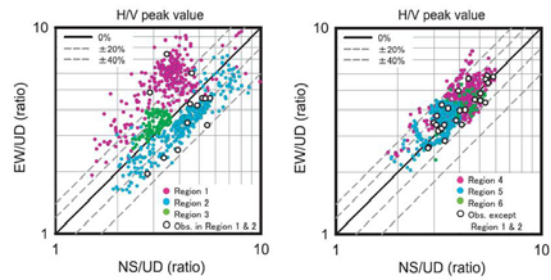 H/V peak value
10
0%
±20%
±40%
EW/UD (ratio)
Region 1
Region 2
Region 3
Obs. in Region 1 & 2
1
1
10
NS/UD (ratio)
H/V peak value
10
0%
±20%
±40%
EW/UD (ratio)
Region 4
Region 5
Region 6
Obs. except
Region 1 & 2
1
1
10
NS/UD (ratio)